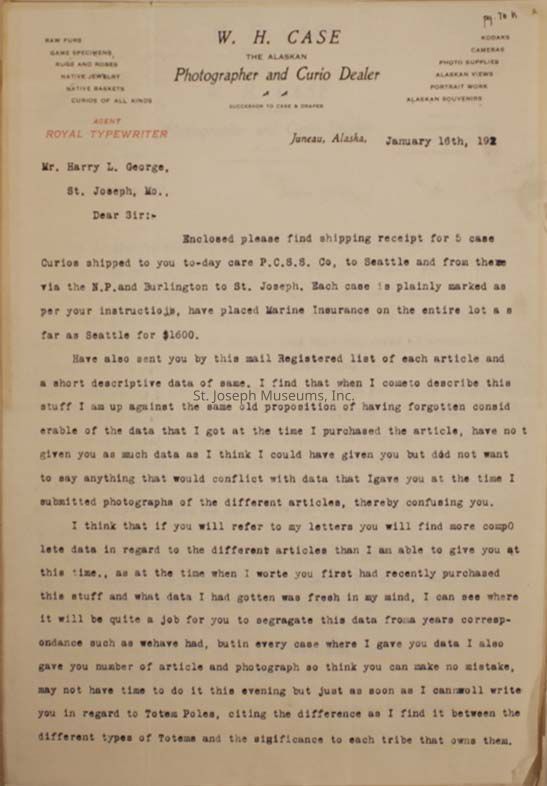 pg. 70
RAW FURS
GAME SPECIMENS,
RUGS AND ROBES
NATIVE JEWELRY
NATIVE BASKETS
CURIOS OF ALL KINDS
W. H. CASE
THE ALASKAN
Photographer and Curio Dealer
SUCCESSOR TO CASE & DRAPER
KODAKS
CAMERAS
PHOTO SUPPLIES
ALASKAN VIEWS
PORTRAIT WORK
ALASKAN SOUVENIRS
AGENT
ROYAL TYPEWRITER
Juneau, Alaska, January 16th, 192
Mr. Harry L. George,
St. Joseph, Mo.,
Dear Sir:-
Enclosed please find shipping receipt for 5 case
Curios shipped to you to-day care P.C.S.S. Co, to Seattle and from there
via the N.P.and Burlington to St. Joseph. Each case is plainly marked as
per your instructiojs, have placed Marine Insurance on the entire lot a s
far as Seattle for $1600.
Have also sent you by this mail Registered list of each article and
a short descriptive data of same. I find that when I cometo describe this
St. Joseph Museums, Inc.
stuff I am up against the same old proposition of having forgotten consid
erable of the data that I got at the time I purchased the article, have no t
given you as much data as I think I could have given you but did not want
to say anything that would conflict with data that Igave you at the time I
submitted photographs of the different articles, thereby confusing you.
I think that if you will refer to my letters you will find more compO
lete data in regard to the different articles than I am able to give you at
this time., as at the time when I worte you first had recently purchased
this stuff and what data I had gotten was fresh in my mind, I can see where
it will be quite a job for you to segragate this data froma years corresp-
ondance such as wehave had, butin every case where I gave you data I also
gave you number of article and photograph so think you can make no mistake,
may not have time to do it this evening but just as soon as I write
you in regard to Totem Poles, citing the difference as I find it between the
different types of Totems and the sigificance to each tribe that owns them.